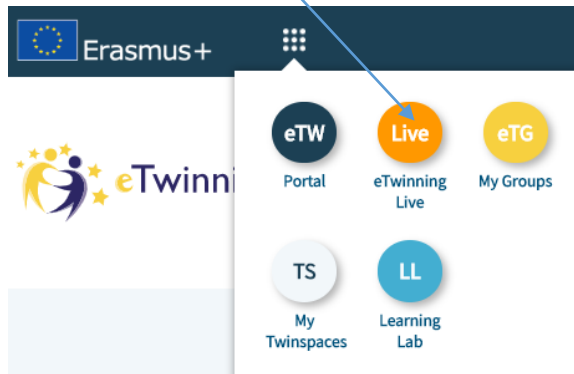 Erasmus+
eTwinni
eTW
Live
eTG
Portal
eTwinning
Live
My Groups
TS
LL
My
Twinspaces
Learning
Lab